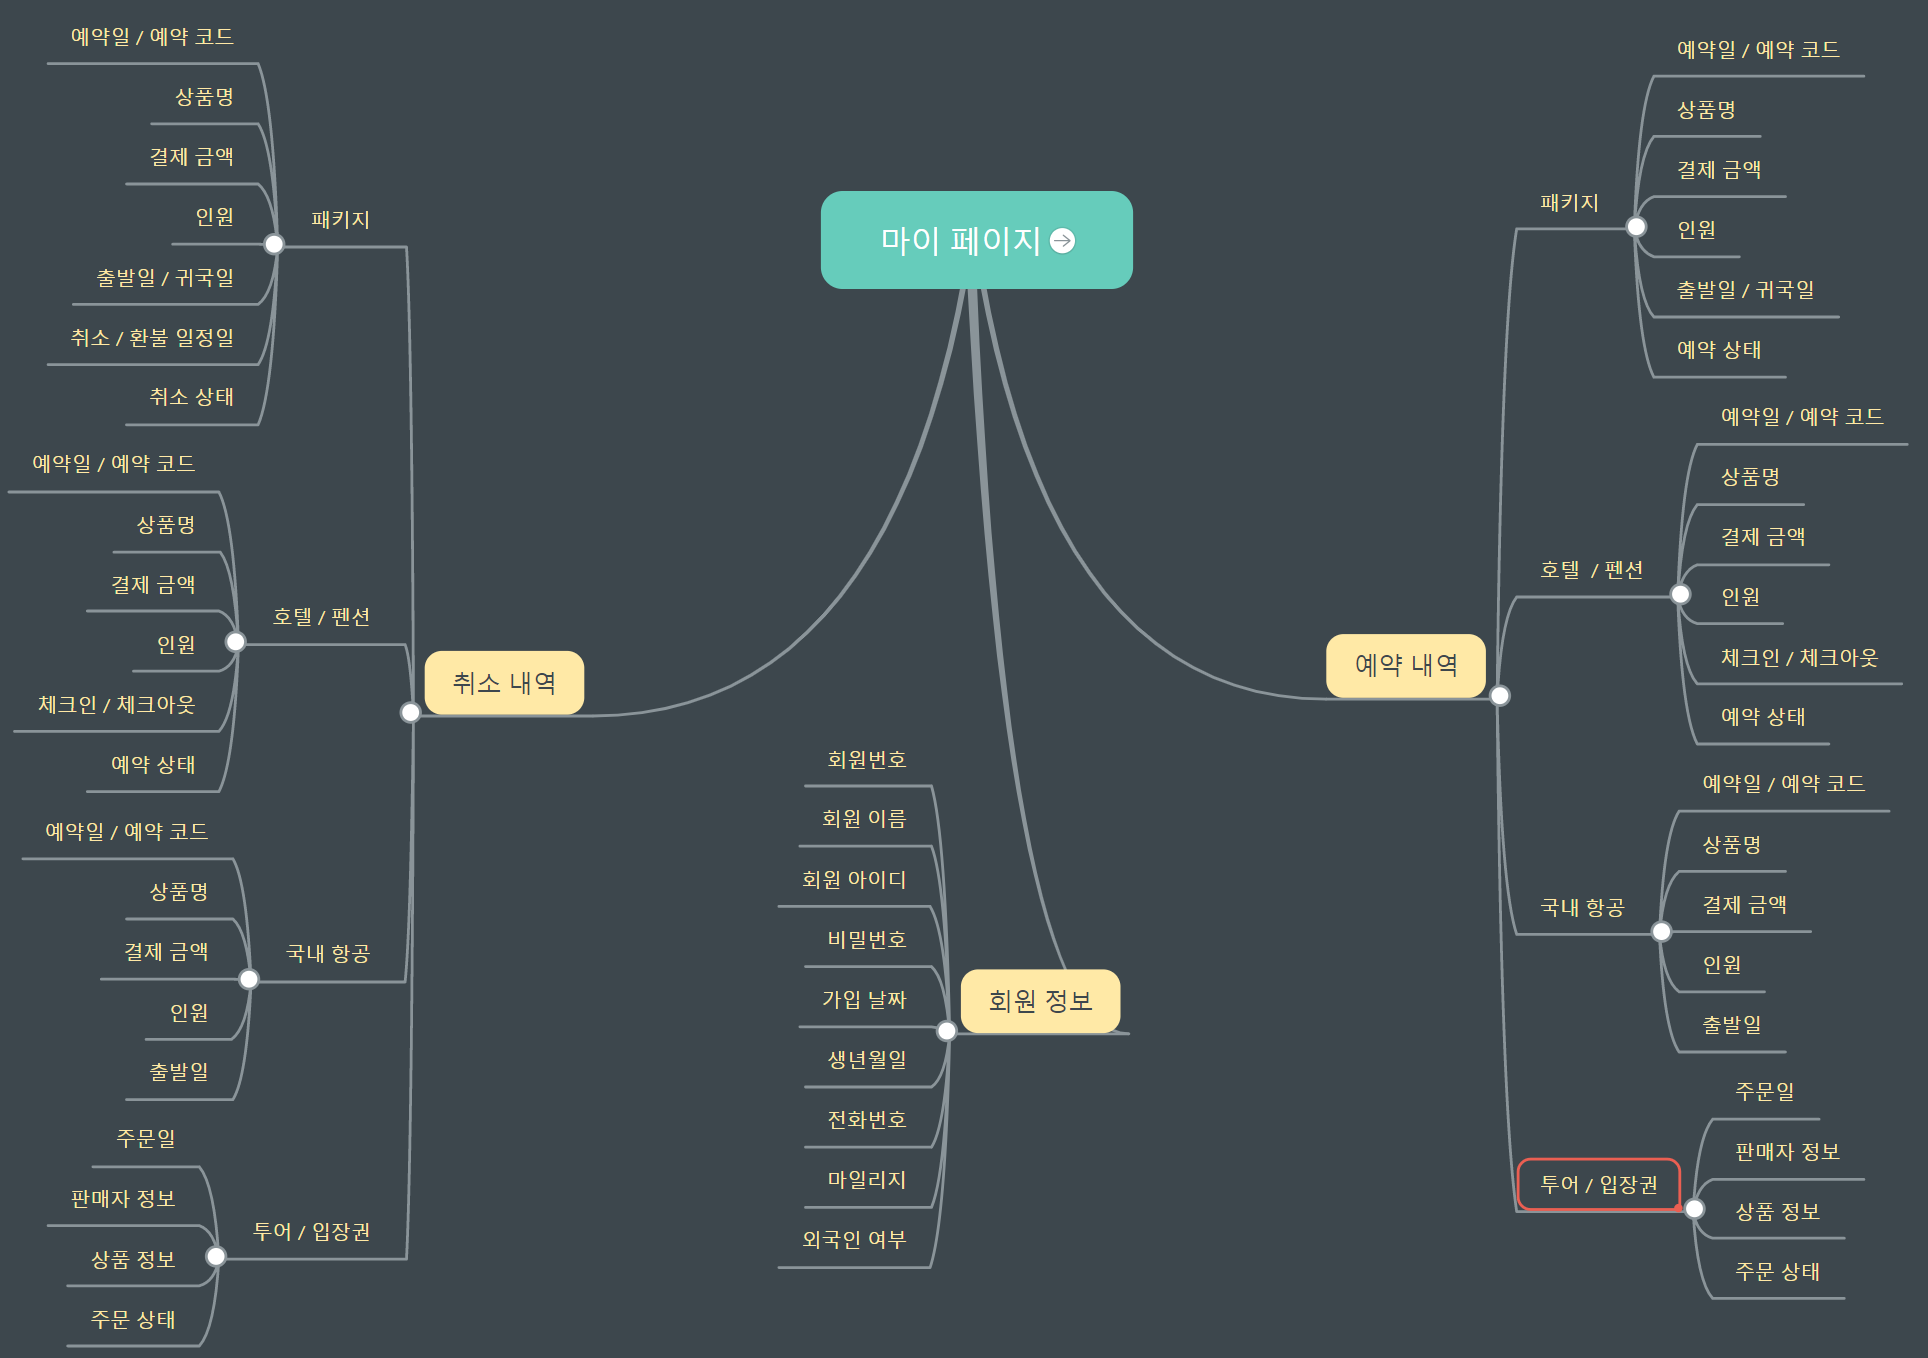 마이 페이지
취소 내역
패키지
예약일 / 예약 코드
상품명
결제 금액
인원
출발일 / 귀국일
취소 / 환불 일정일
취소 상태
호텔 / 펜션
예약일 / 예약 코드
상품명
결제 금액
인원
체크인 / 체크아웃
예약 상태
국내 항공
예약일 / 예약 코드
상품명
결제 금액
인원
출발일
투어 / 입장권
주문일
판매자 정보
상품 정보
주문 상태
회원 정보
회원번호
회원 이름
회원 아이디
비밀번호
가입 날짜
생년월일
전화번호
마일리지
외국인 여부
예약 내역
패키지
예약일 / 예약 코드
상품명
결제 금액
인원
출발일 / 귀국일
예약 상태
호텔  / 펜션
예약일 / 예약 코드
상품명
결제 금액
인원
체크인 / 체크아웃
예약 상태
국내 항공
예약일 / 예약 코드
상품명
결제 금액
인원
출발일
투어 / 입장권
주문일
판매자 정보
상품 정보
주문 상태